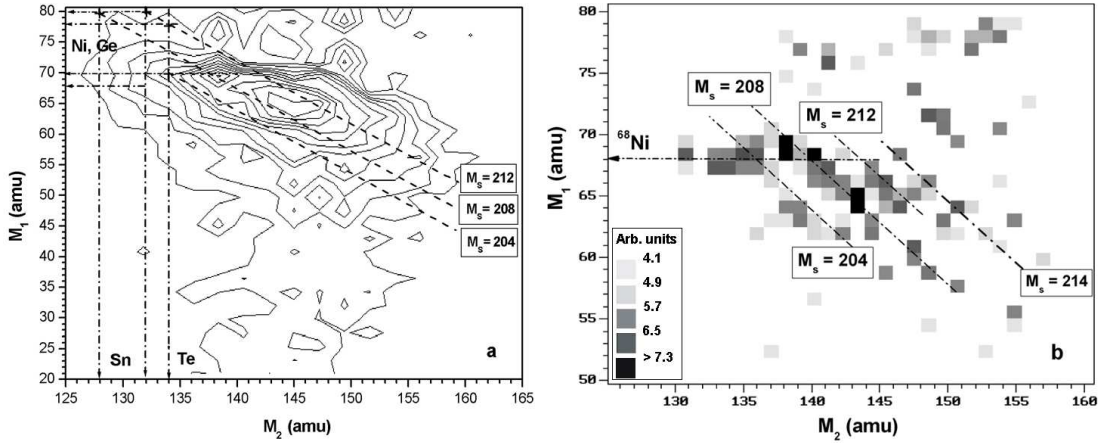 80
75
70
65
60
55
50
45
40
35
30
25
20
M1 (amu)
Ni, Ge
Sn
Te
Ms = 212
Ms = 208
Ms = 204
a
125 130 135 140 145 150 155 160 165
M2 (amu)
80
75
70
65
60
55
50
M1 (amu)
68Ni
Ms = 208
Ms = 212
Ms = 204
Ms = 214
Arb. units
4.1
4.9
5.7
6.5
> 7.3
b
130 135 140 145 150 155 160
M2 (amu)